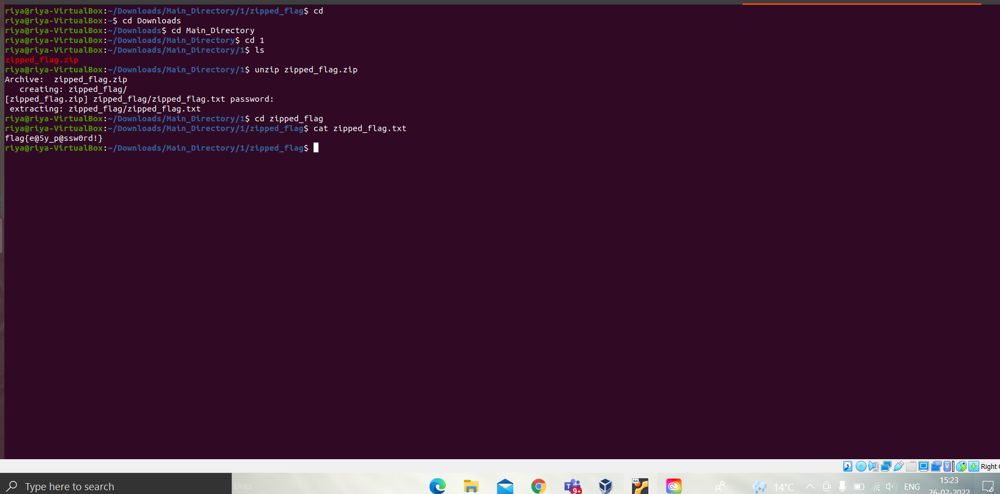 riya@riya-VirtualBox:~/Downloads/Main_Directory/1/zipped_flag$ cd
riya@riya-VirtualBox:~$ cd Downloads
riya@riya-VirtualBox:~/Downloads$ cd Main_Directory
riya@riya-VirtualBox:~/Downloads/Main_Directory$ cd 1
riya@riya-VirtualBox:~/Downloads/Main_Directory/1$ ls
zipped_flag.zip
riya@riya-VirtualBox:~/Downloads/Main_Directory/1$ unzip zipped_flag.zip
Archive:  zipped_flag.zip
   creating: zipped_flag/
[zipped_flag.zip] zipped_flag/zipped_flag.txt password:
 extracting: zipped_flag/zipped_flag.txt
riya@riya-VirtualBox:~/Downloads/Main_Directory/1$ cd zipped_flag
riya@riya-VirtualBox:~/Downloads/Main_Directory/1/zipped_flag$ cat zipped_flag.txt
flag{e@5y_p@ssw0rd!}
riya@riya-VirtualBox:~/Downloads/Main_Directory/1/zipped_flag$
Right
Type here to search
Links
9+
64
14°C
ENG
15:23
26-02-2022